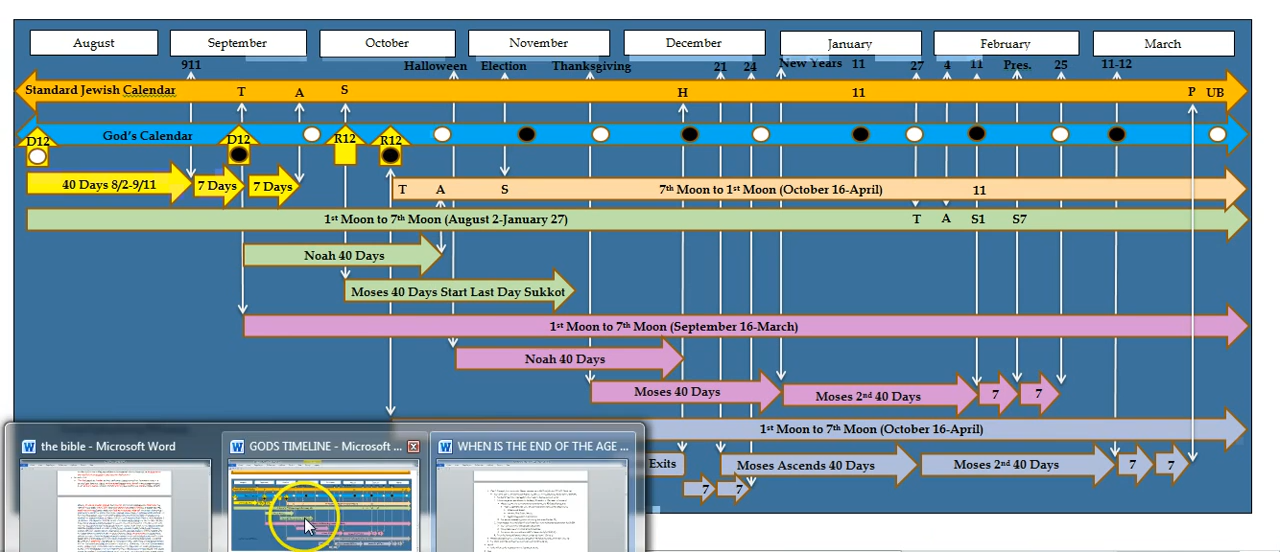 August September October November December January February March
911 Halloween Election Thanksgiving 21 24 New Years 11 27 4 11 Pres. 25 11-12
Standard Jewish Calendar T A S H 11 P UB
God's Calendar
D12 D12 R12 R12
40 Days 8/2-9/11 7 Days 7 Days T A S 7th Moon to 1st Moon (October 16-April) 11
1st Moon to 7th Moon (August 2-January 27) T A S1 S7
Noah 40 Days
Moses 40 Days Start Last Day Sukkot
1st Moon to 7th Moon (September 16-March)
Noah 40 Days
Moses 40 Days Moses 2nd 40 Days 7 7
1st Moon to 7th Moon (October 16-April)
the bible - Microsoft Word GODS TIMELINE - Microsoft ... WHEN IS THE END OF THE AGE ...
Exits Moses Ascends 40 Days Moses 2nd 40 Days 7 7
7 7